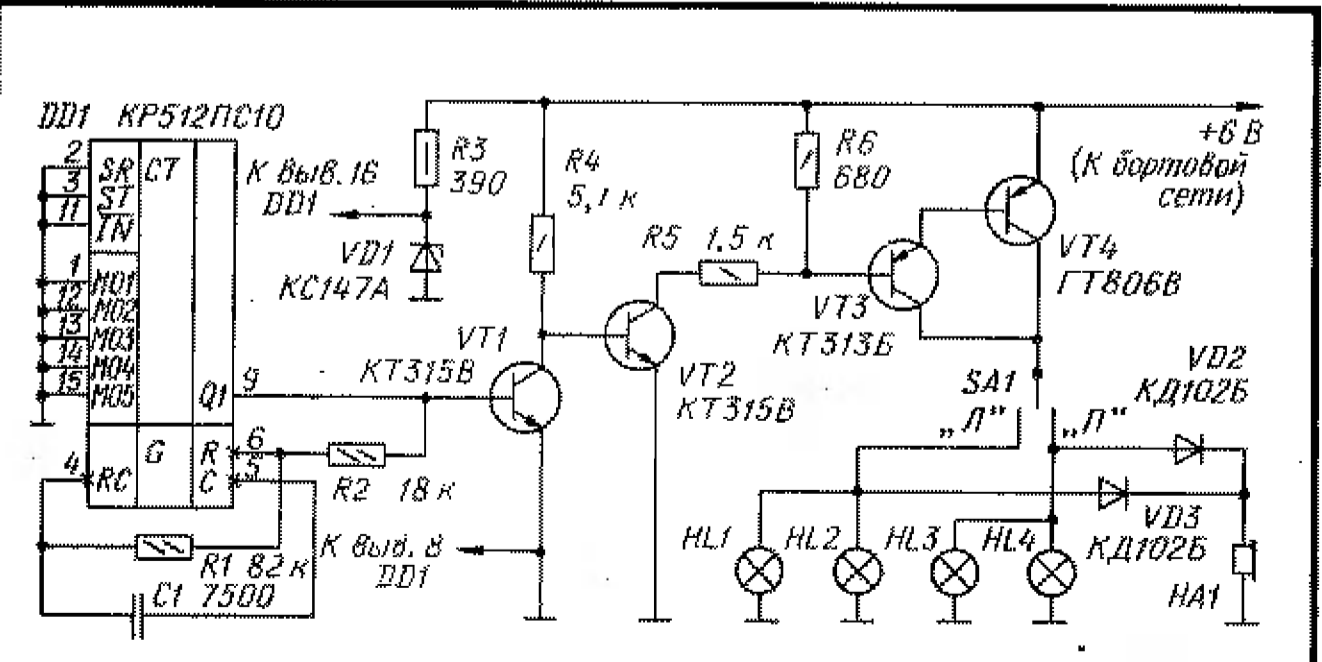 DD1 КР512ПС10
2 SR CT
3 ST
11 IN
1 M01
12 M02
13 M03
14 M04
15 M05
Q1 9
4 RC G
R 6
C 5
К выв. 16
DD1
R3
390
VD1
КС147А
R4
5,1 к
R5 1.5 к
R6
680
+6 В
(К бортовой
сети)
VT4
ГТ806В
VT3
КТ313Б
VT1
КТ315В
VT2
КТ315В
SA1
„Л" „П"
VD2
КД102Б
VD3
КД102Б
R2 18 к
R1 82 к
C1 7500
К выв. 8
DD1
HL1 HL2 HL3 HL4
HA1